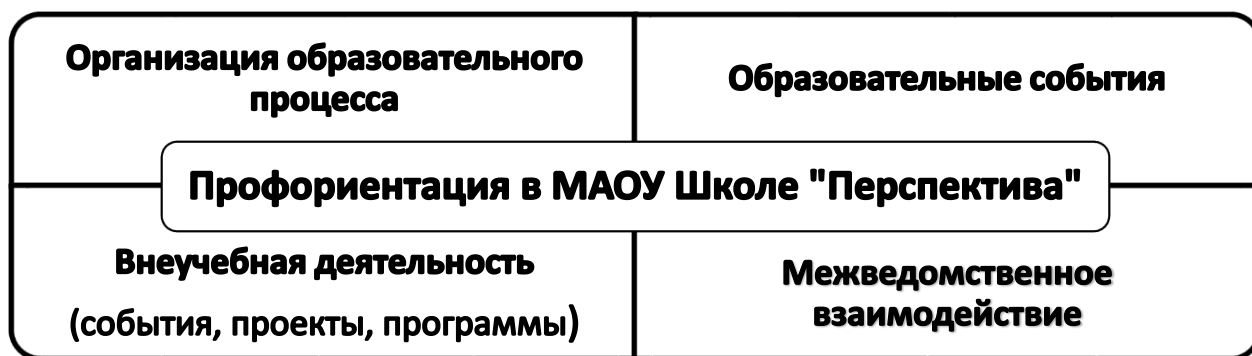 Организация образовательного
процесса
Образовательные события
Профориентация в МАОУ Школе "Перспектива"
Внеучебная деятельность
(события, проекты, программы)
Межведомственное
взаимодействие